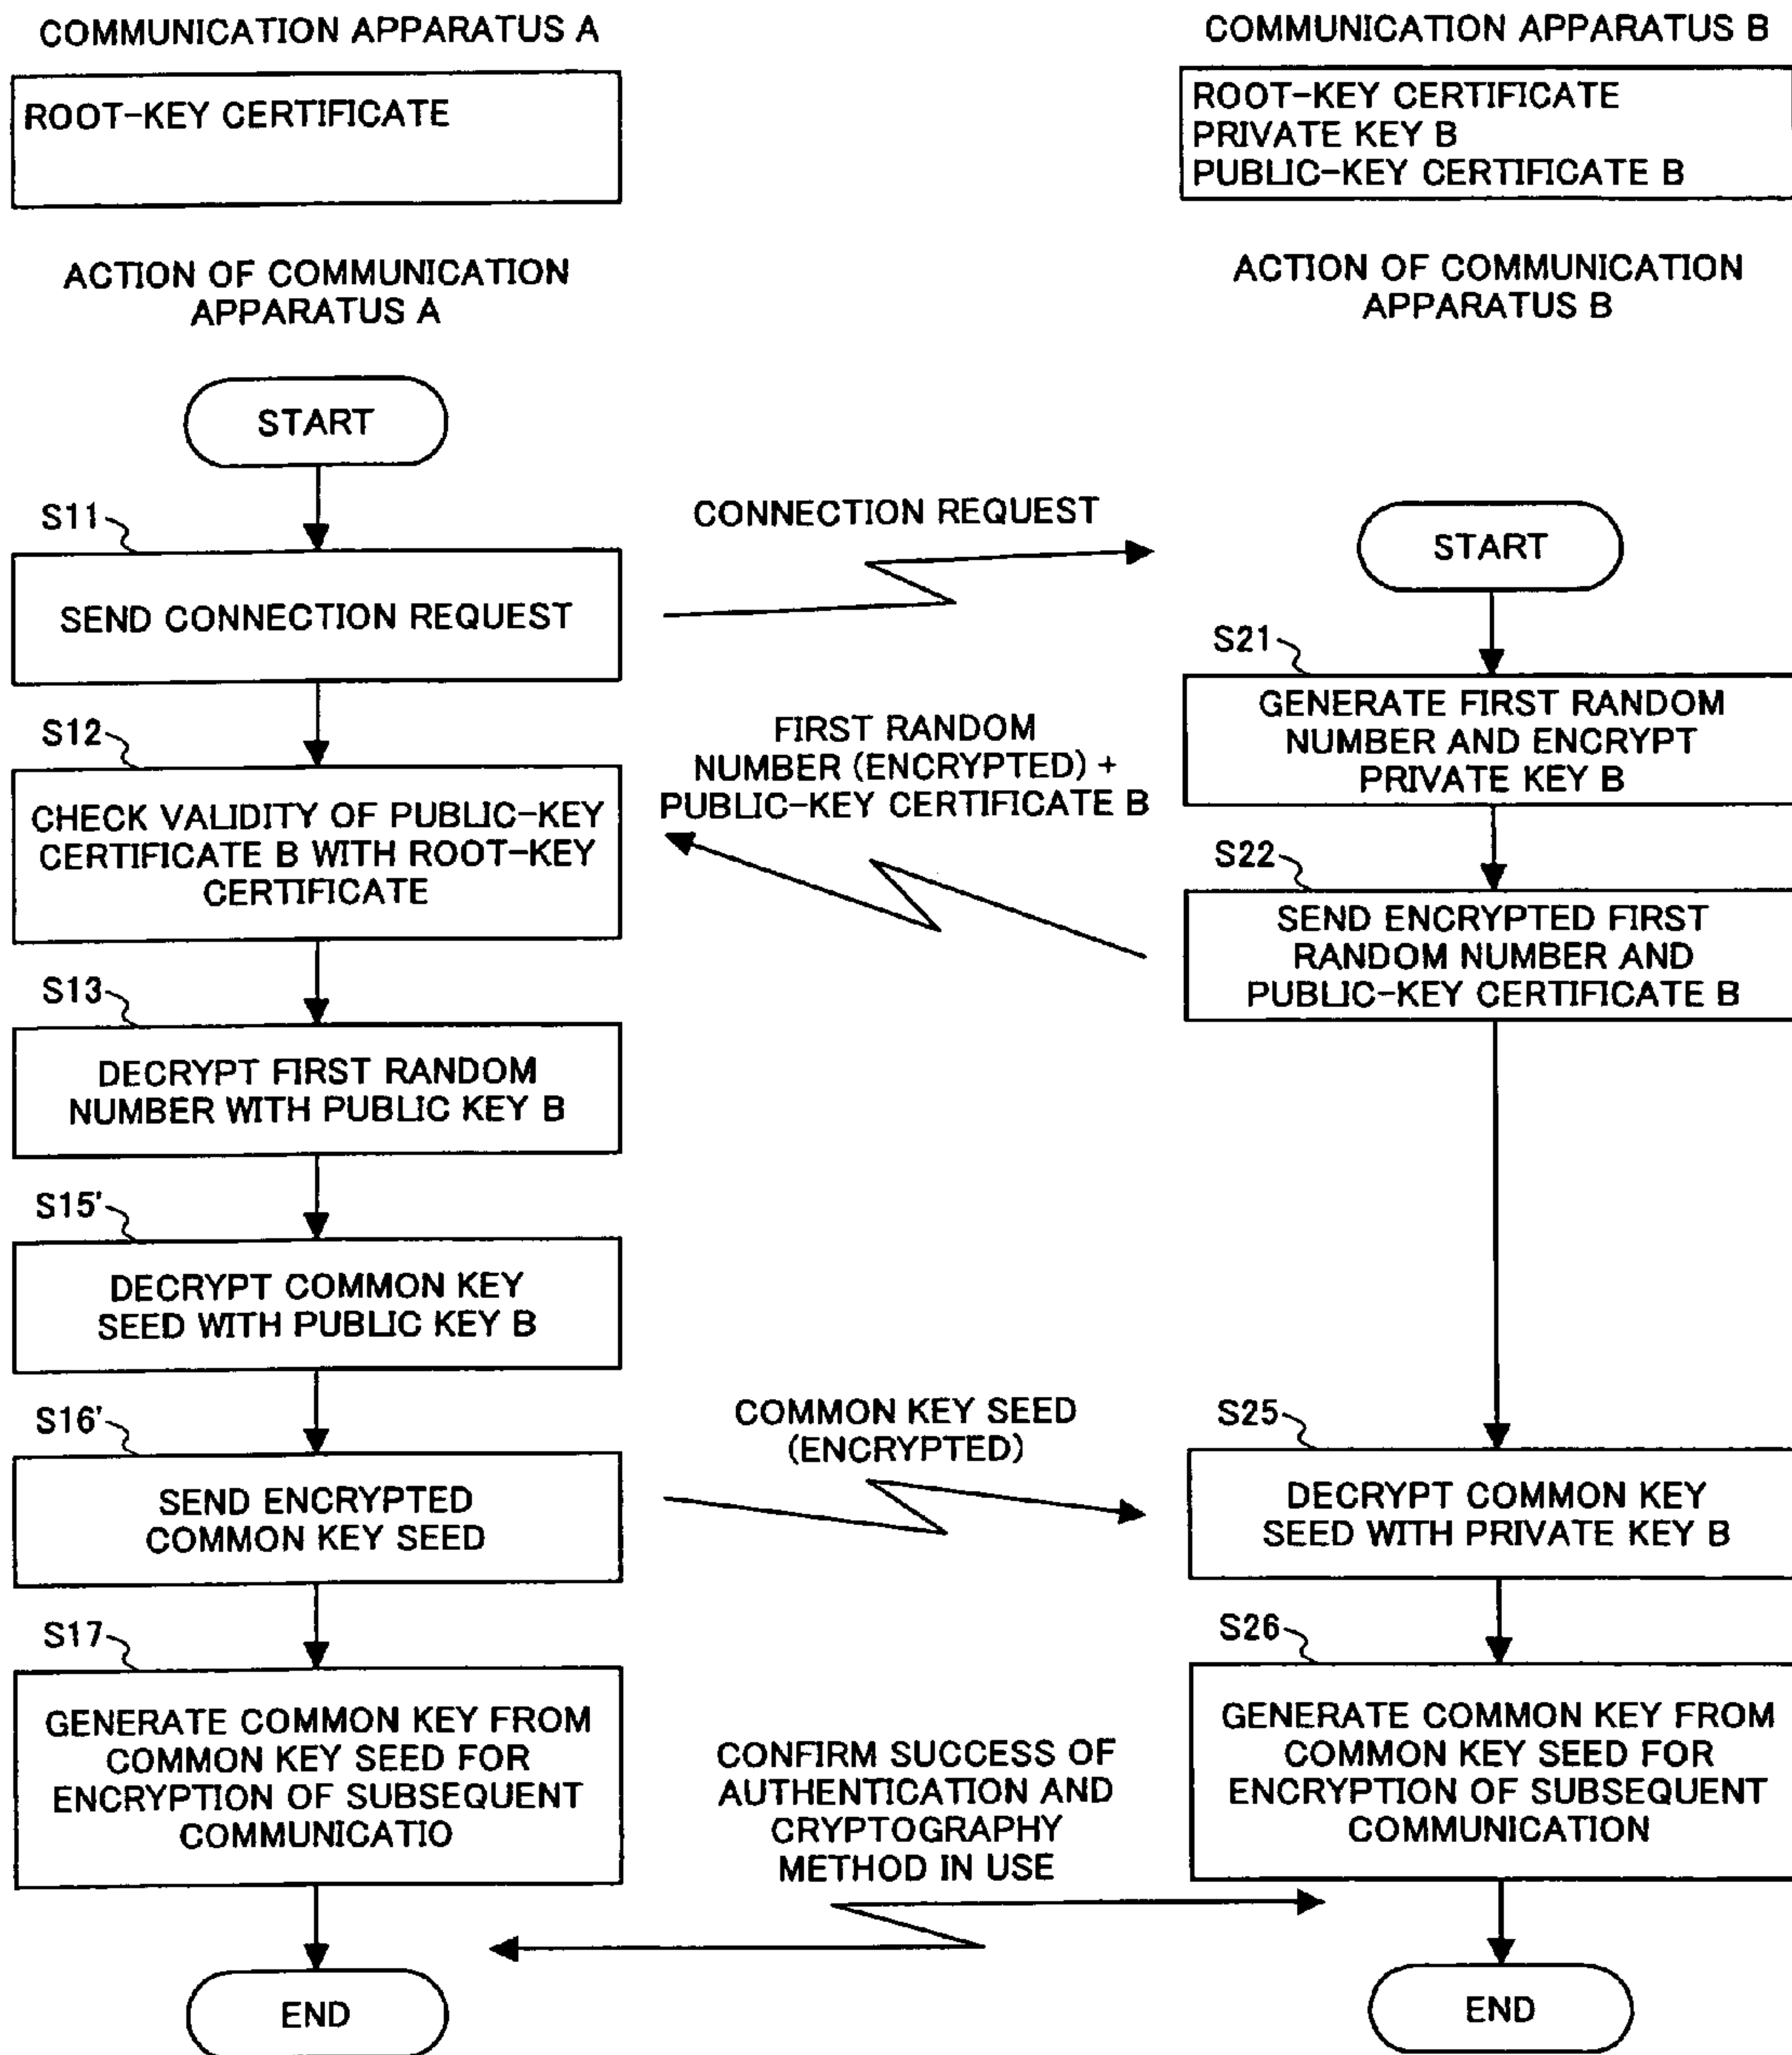 COMMUNICATION APPARATUS A
ROOT-KEY CERTIFICATE
ACTION OF COMMUNICATION
APPARATUS A
START
S11
SEND CONNECTION REQUEST
S12
CHECK VALIDITY OF PUBLIC-KEY
CERTIFICATE B WITH ROOT-KEY
CERTIFICATE
S13
DECRYPT FIRST RANDOM
NUMBER WITH PUBLIC KEY B
S15'
DECRYPT COMMON KEY
SEED WITH PUBLIC KEY B
S16'
SEND ENCRYPTED
COMMON KEY SEED
S17
GENERATE COMMON KEY FROM
COMMON KEY SEED FOR
ENCRYPTION OF SUBSEQUENT
COMMUNICATIO
END
CONNECTION REQUEST
FIRST RANDOM
NUMBER (ENCRYPTED) +
PUBLIC-KEY CERTIFICATE B
COMMON KEY SEED
(ENCRYPTED)
CONFIRM SUCCESS OF
AUTHENTICATION AND
CRYPTOGRAPHY
METHOD IN USE
COMMUNICATION APPARATUS B
ROOT-KEY CERTIFICATE
PRIVATE KEY B
PUBLIC-KEY CERTIFICATE B
ACTION OF COMMUNICATION
APPARATUS B
START
S21
GENERATE FIRST RANDOM
NUMBER AND ENCRYPT
PRIVATE KEY B
S22
SEND ENCRYPTED FIRST
RANDOM NUMBER AND
PUBLIC-KEY CERTIFICATE B
S25
DECRYPT COMMON KEY
SEED WITH PRIVATE KEY B
S26
GENERATE COMMON KEY FROM
COMMON KEY SEED FOR
ENCRYPTION OF SUBSEQUENT
COMMUNICATION
END